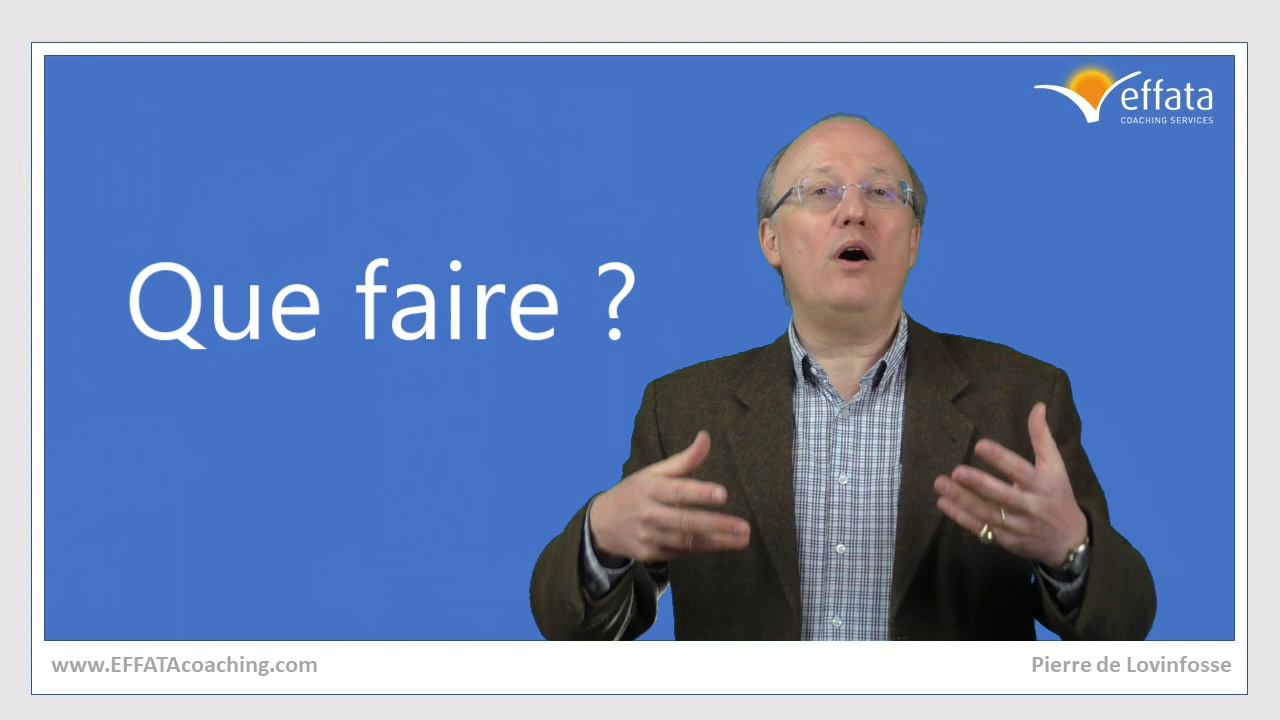 effata
COACHING SERVICES
Que faire ?
www.EFFATAcoaching.com
Pierre de Lovinfosse